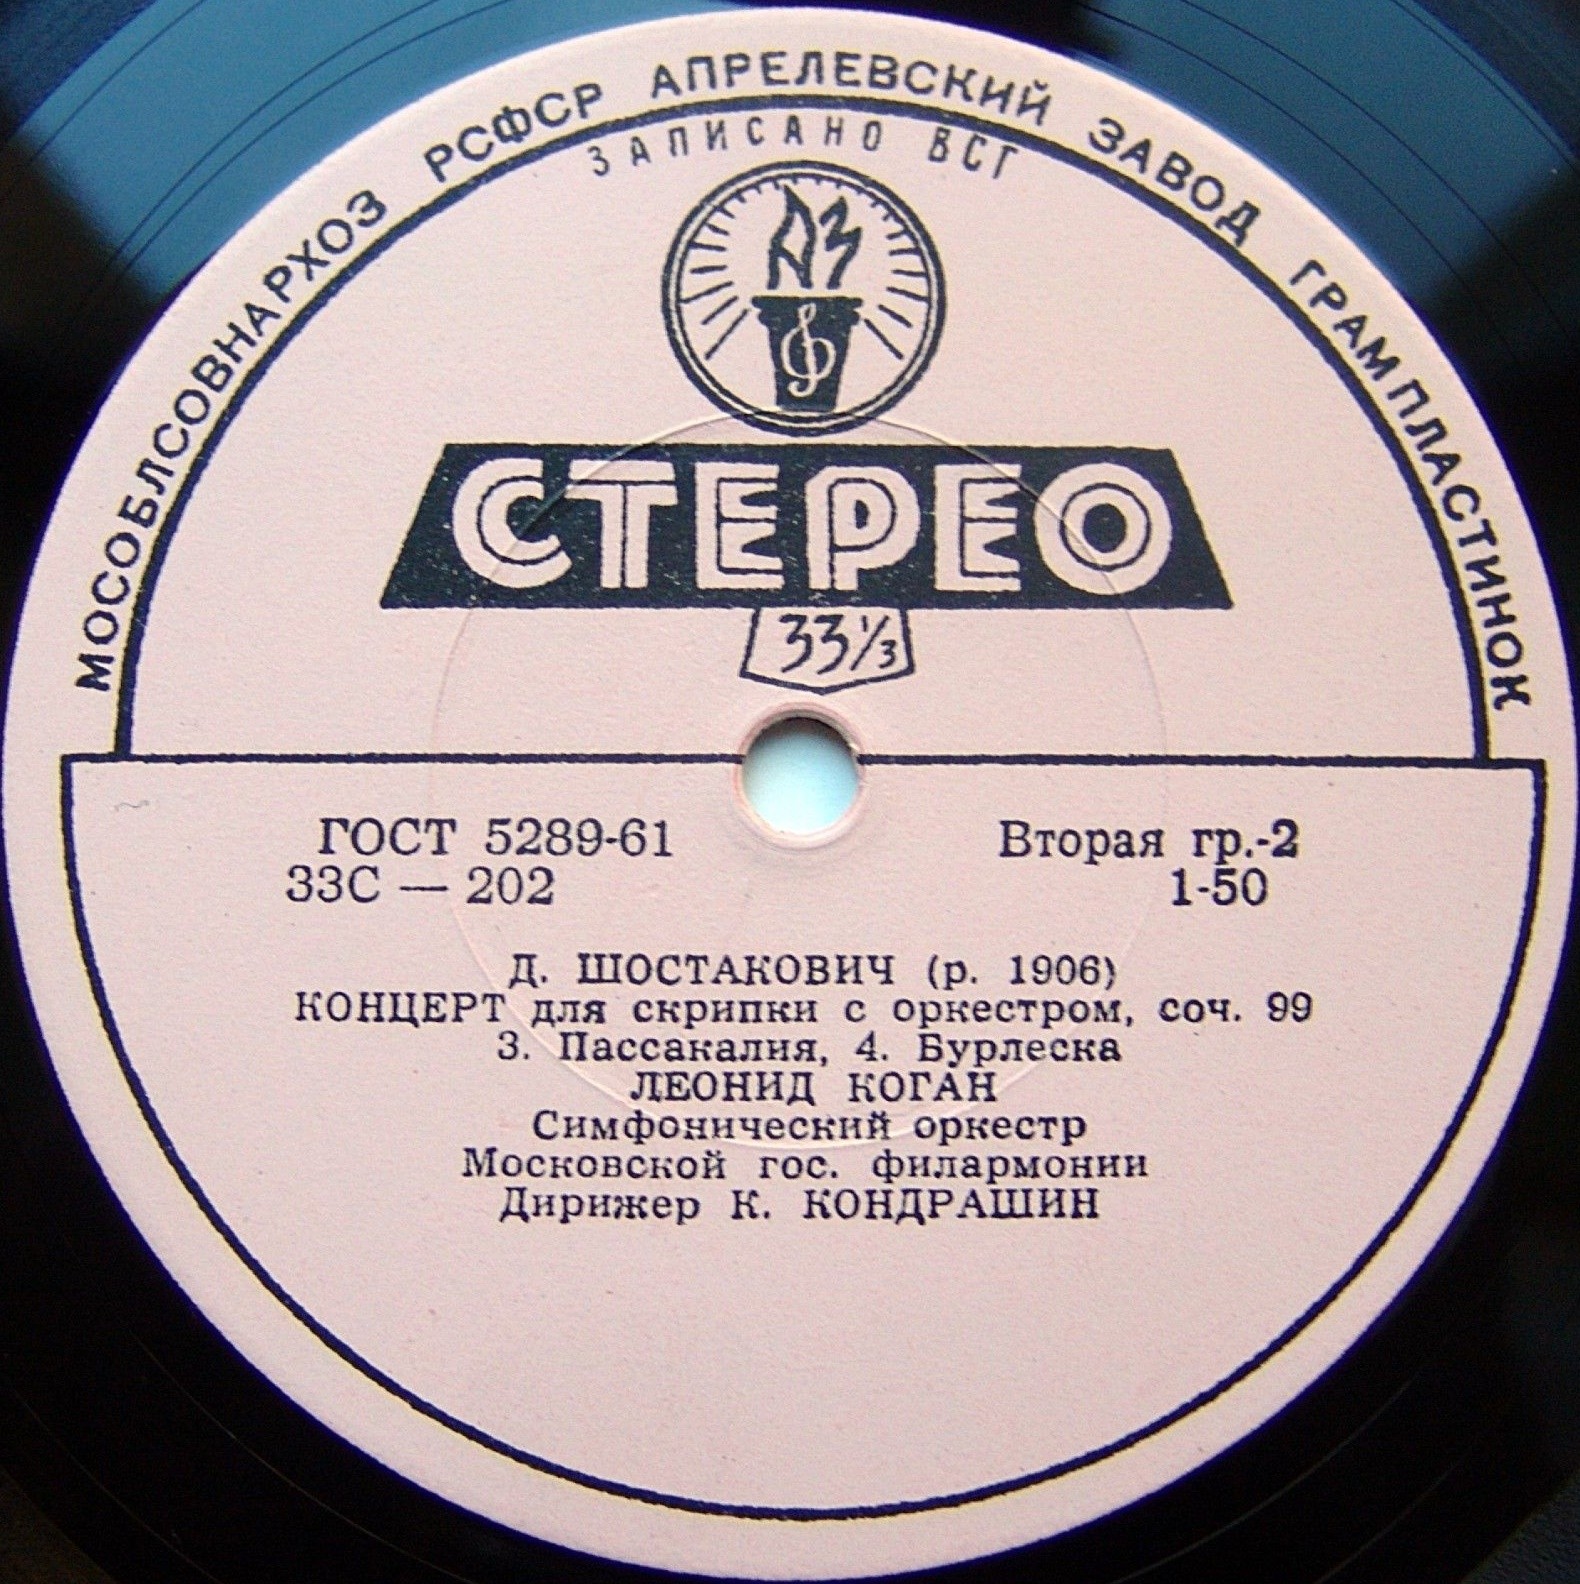 МОСОБЛСОВНАРХОЗ РСФСР АПРЕЛЕВСКИЙ ЗАВОД ГРАМПЛАСТИНОК
ЗАПИСАНО ВСГ
АЗ
СТЕРЕО
33 1/3
ГОСТ 5289-61 Вторая гр.-2
33С — 202 1-50
Д. ШОСТАКОВИЧ (р. 1906)
КОНЦЕРТ для скрипки с оркестром, соч. 99
3. Пассакалия, 4. Бурлеска
ЛЕОНИД КОГАН
Симфонический оркестр
Московской гос. филармонии
Дирижер К. КОНДРАШИН